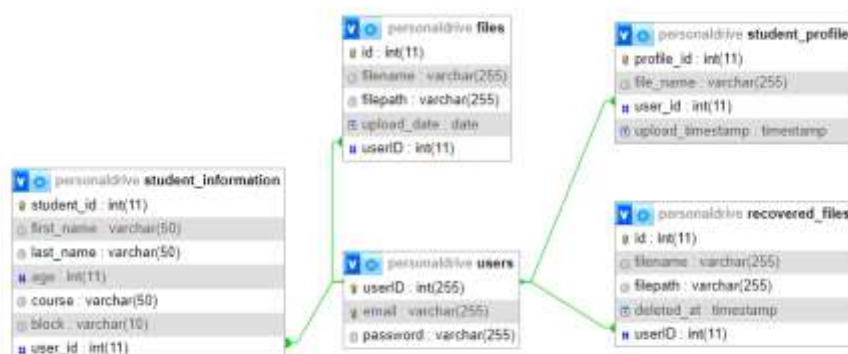 personaldrive files
id : int(11)
filename : varchar(255)
filepath : varchar(255)
upload_date : date
userID : int(11)
personaldrive student_profile
profile_id : int(11)
file_name : varchar(255)
user_id : int(11)
upload_timestamp : timestamp
personaldrive student_information
student_id : int(11)
first_name : varchar(50)
last_name : varchar(50)
age : int(11)
course : varchar(50)
block : varchar(10)
user_id : int(11)
personaldrive users
userID : int(255)
email : varchar(255)
password : varchar(255)
personaldrive recovered_files
id : int(11)
filename : varchar(255)
filepath : varchar(255)
deleted_at : timestamp
userID : int(11)